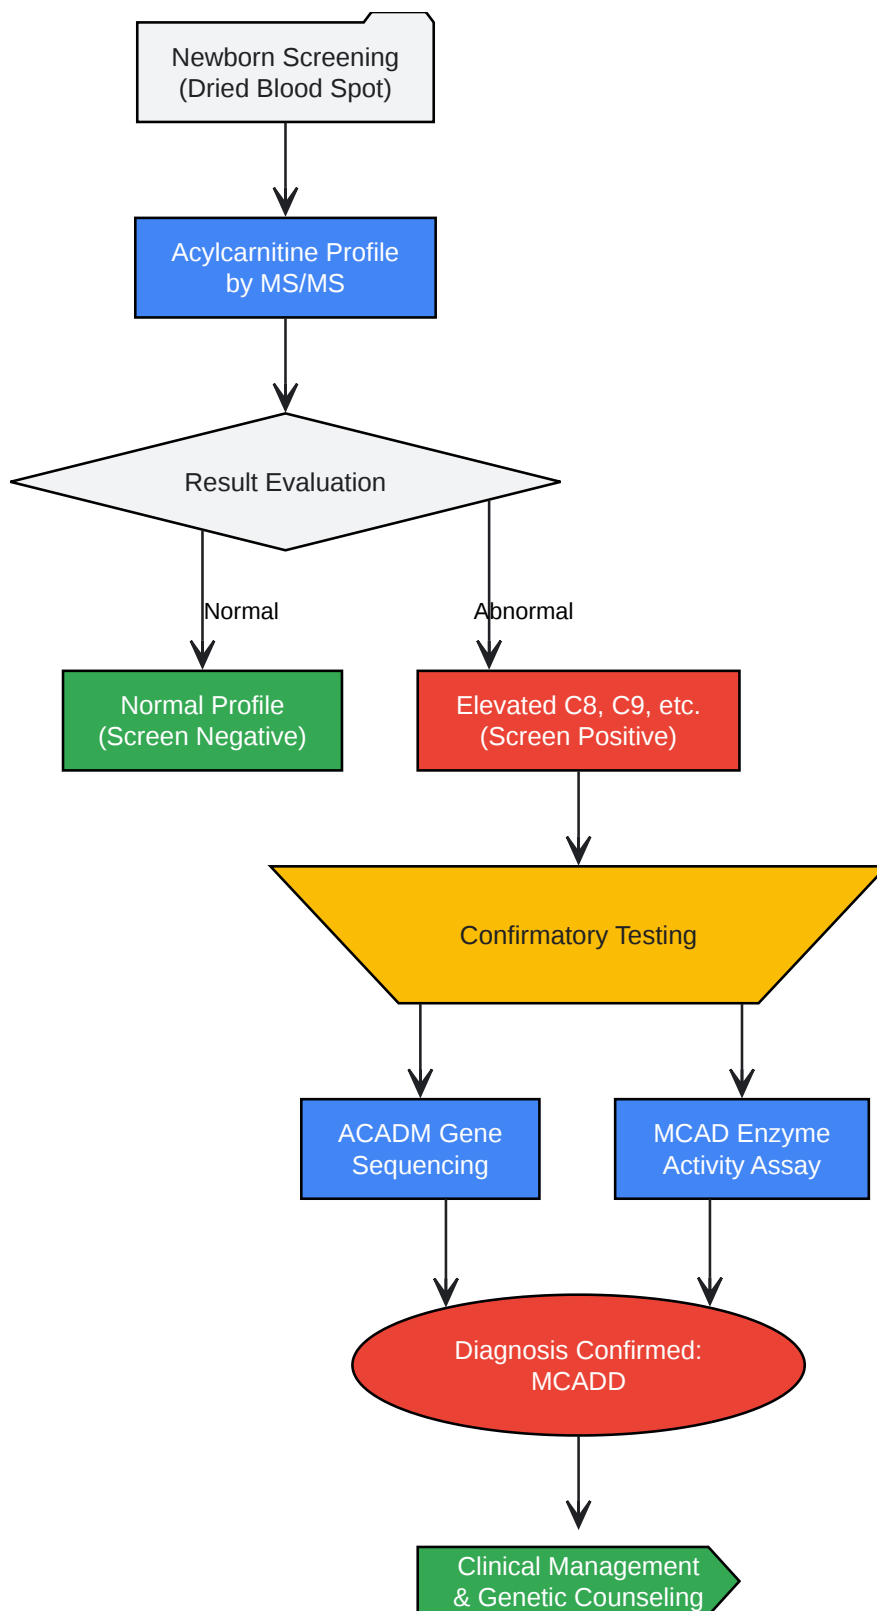 Newborn Screening
(Dried Blood Spot)
Acylcarnitine Profile
by MS/MS
Result Evaluation
Normal
Abnormal
Normal Profile
(Screen Negative)
Elevated C8, C9, etc.
(Screen Positive)
Confirmatory Testing
ACADM Gene
Sequencing
MCAD Enzyme
Activity Assay
Diagnosis Confirmed:
MCADD
Clinical Management
& Genetic Counseling